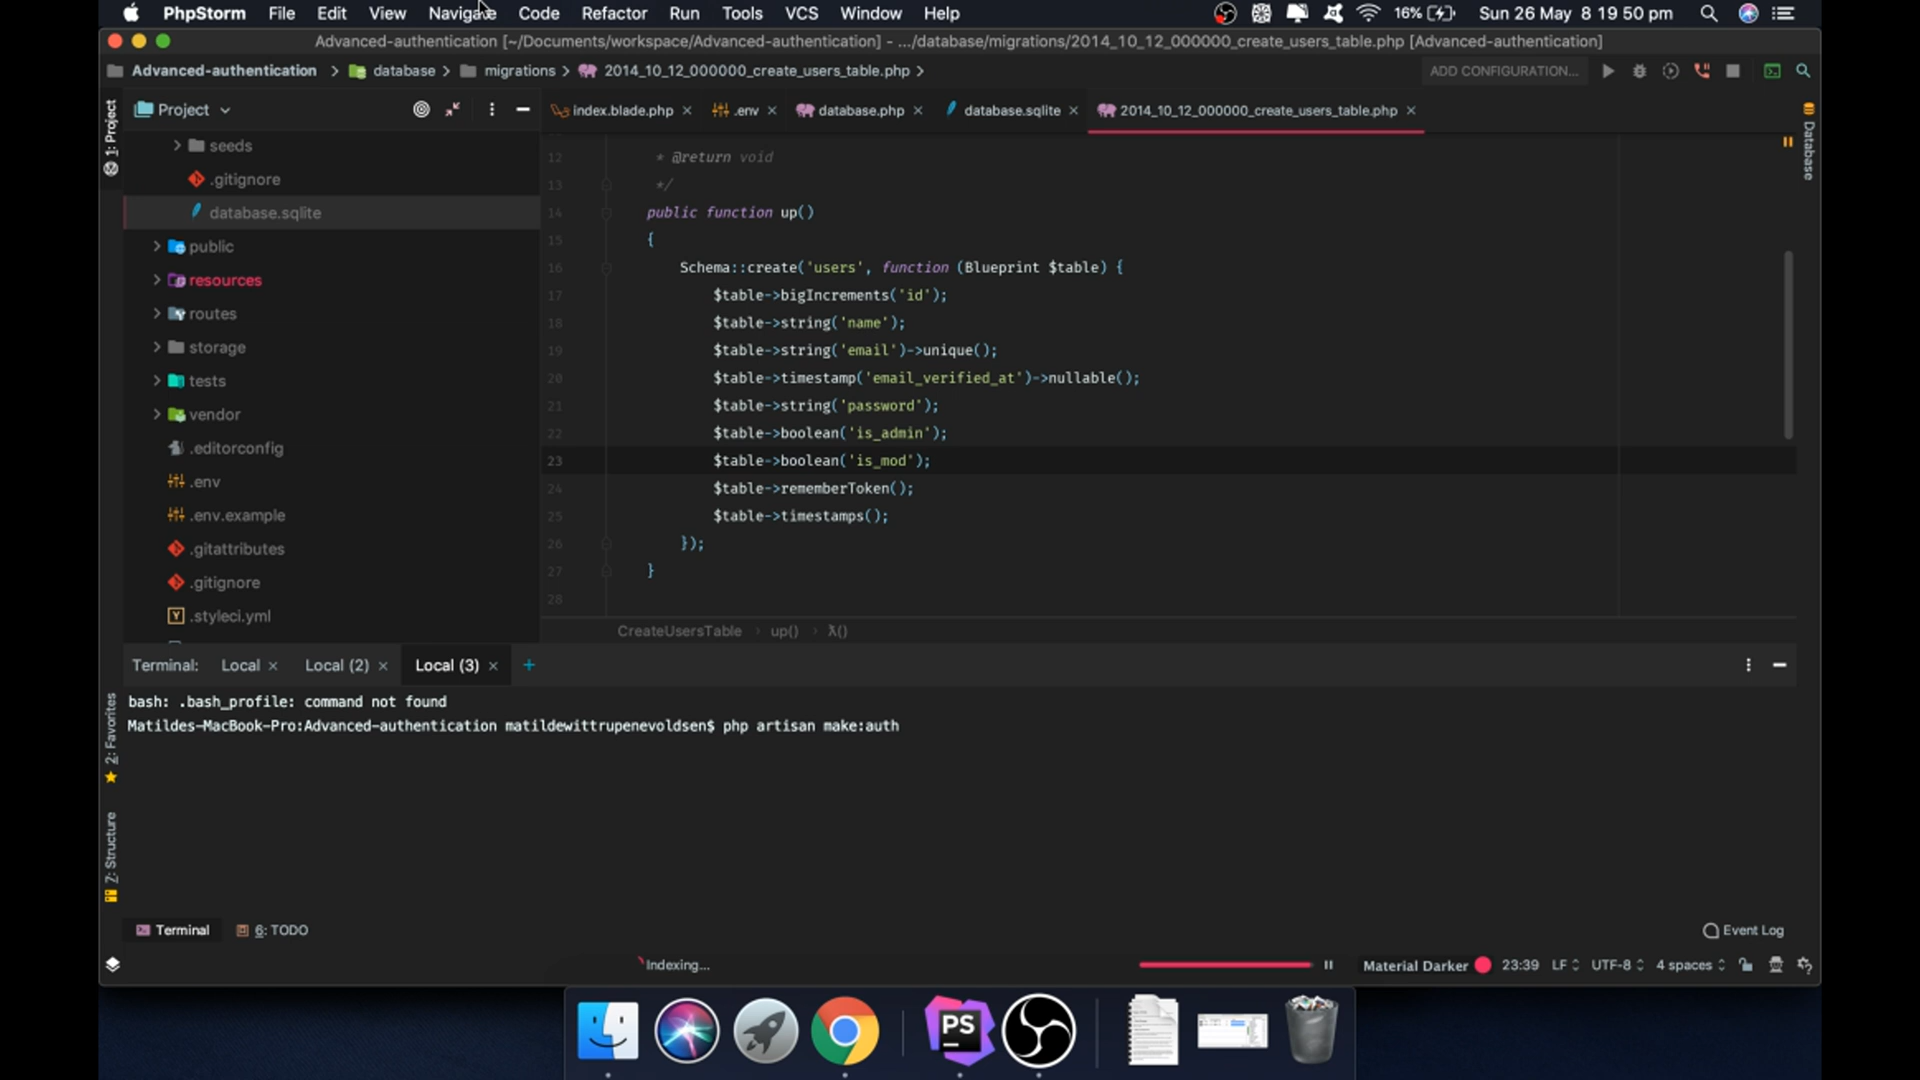 PhpStorm File Edit View Navigate Code Refactor Run Tools VCS Window Help 16% Sun 26 May 8 19 50 pm
Advanced-authentication [~/Documents/workspace/Advanced-authentication] - .../database/migrations/2014_10_12_000000_create_users_table.php [Advanced-authentication]
Advanced-authentication database migrations 2014_10_12_000000_create_users_table.php ADD CONFIGURATION...
1: Project
Project
index.blade.php .env database.php database.sqlite 2014_10_12_000000_create_users_table.php
Database
seeds
.gitignore
database.sqlite
public
resources
routes
storage
tests
vendor
.editorconfig
.env
.env.example
.gitattributes
.gitignore
.styleci.yml
12 * @return void
13 */
14 public function up()
15 {
16 Schema::create('users', function (Blueprint $table) {
17 $table->bigIncrements('id');
18 $table->string('name');
19 $table->string('email')->unique();
20 $table->timestamp('email_verified_at')->nullable();
21 $table->string('password');
22 $table->boolean('is_admin');
23 $table->boolean('is_mod');
24 $table->rememberToken();
25 $table->timestamps();
26 });
27 }
28
CreateUsersTable › up() › λ()
Terminal: Local Local (2) Local (3)
bash: .bash_profile: command not found
Matildes-MacBook-Pro:Advanced-authentication matildewittrupenevoldsen$ php artisan make:auth
2: Favorites
7: Structure
Terminal 6: TODO Event Log
Indexing... Material Darker 23:39 LF UTF-8 4 spaces
PS